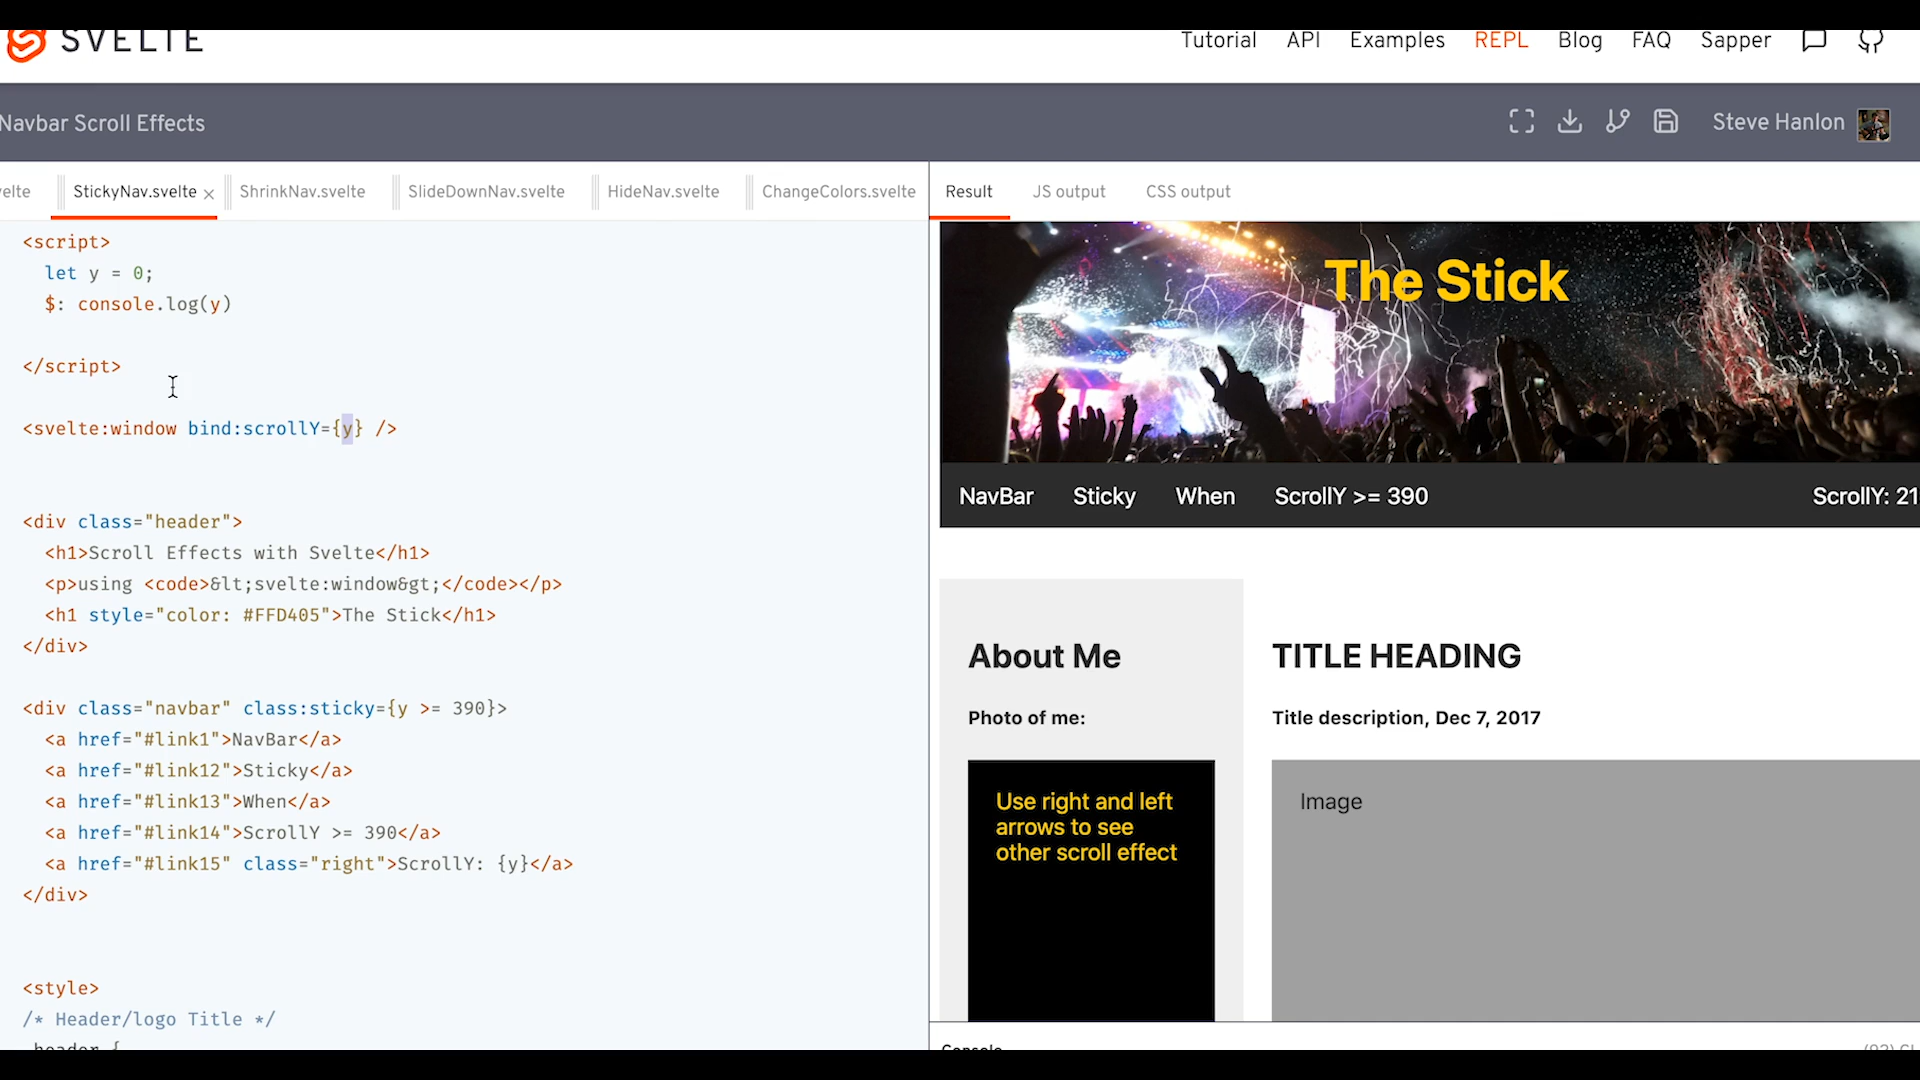 SVELTE
Tutorial API Examples REPL Blog FAQ Sapper
Navbar Scroll Effects
Steve Hanlon
velte StickyNav.svelte × ShrinkNav.svelte SlideDownNav.svelte HideNav.svelte ChangeColors.svelte
Result JS output CSS output
<script>
let y = 0;
$: console.log(y)
</script>
<svelte:window bind:scrollY={y} />
<div class="header">
<h1>Scroll Effects with Svelte</h1>
<p>using <code>&lt;svelte:window&gt;</code></p>
<h1 style="color: #FFD405">The Stick</h1>
</div>
<div class="navbar" class:sticky={y >= 390}>
<a href="#link1">NavBar</a>
<a href="#link12">Sticky</a>
<a href="#link13">When</a>
<a href="#link14">ScrollY >= 390</a>
<a href="#link15" class="right">ScrollY: {y}</a>
</div>
<style>
/* Header/logo Title */
.header {
The Stick
NavBar Sticky When ScrollY >= 390 ScrollY: 21
About Me
Photo of me:
Use right and left
arrows to see
other scroll effect
TITLE HEADING
Title description, Dec 7, 2017
Image
Console